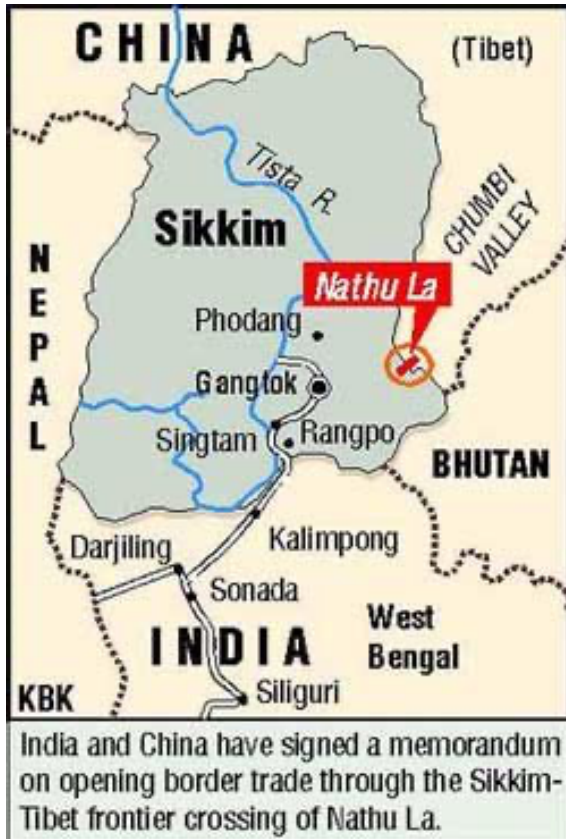 CHINA
(Tibet)
Tista R.
Sikkim
CHUMBI
VALLEY
NEPAL
Nathu La
Phodang
Gangtok
Singtam
Rangpo
BHUTAN
Darjiling
Kalimpong
Sonada
West
Bengal
INDIA
Siliguri
KBK
India and China have signed a memorandum
on opening border trade through the Sikkim-
Tibet frontier crossing of Nathu La.